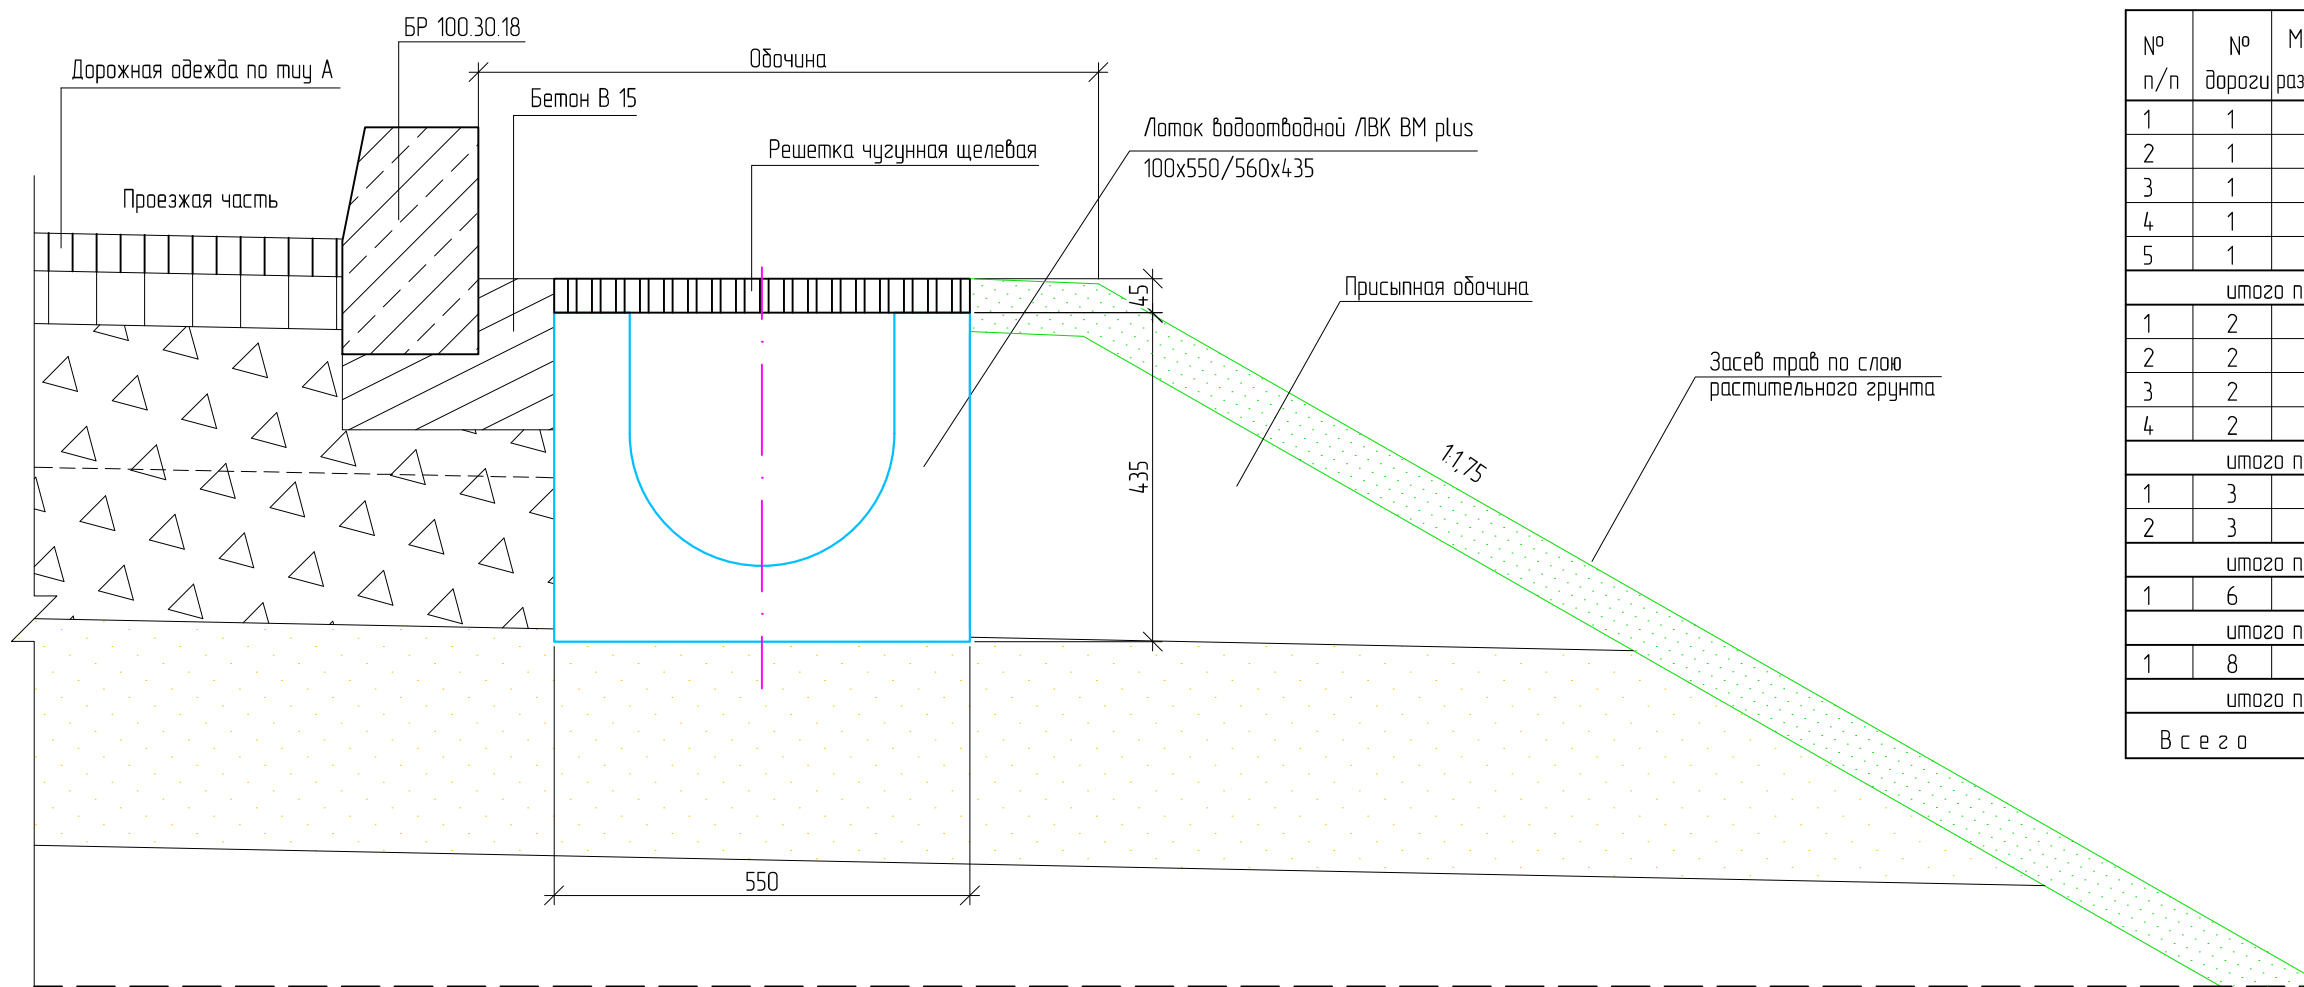 БР 100.30.18
Дорожная одежда по типу А
Обочина
Бетон В 15
Лоток водоотводной ЛВК ВМ plus
100х550/560х435
Решетка чугунная щелевая
Проезжая часть
Присыпная обочина
45
Засев трав по слою
растительного грунта
1:1,75
435
550
№ п/п № дороги
1 1
2 1
3 1
4 1
5 1
итого п
1 2
2 2
3 2
4 2
итого п
1 3
2 3
итого п
1 6
итого п
1 8
итого п
Всего